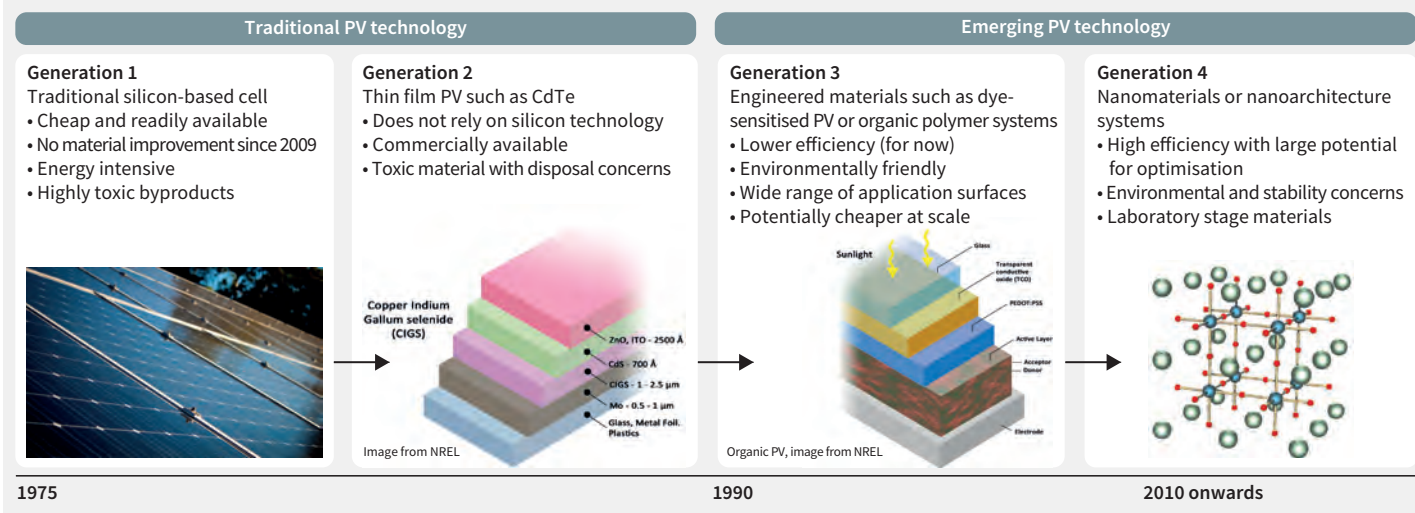 Traditional PV technology
Emerging PV technology
Generation 1
Traditional silicon-based cell
• Cheap and readily available
• No material improvement since 2009
• Energy intensive
• Highly toxic byproducts
Generation 2
Thin film PV such as CdTe
• Does not rely on silicon technology
• Commercially available
• Toxic material with disposal concerns
Copper Indium
Gallum selenide
(CIGS)
ZnO, ITO - 2500 Å
CdS - 700 Å
CIGS - 1 - 2.5 µm
Mo - 0.5 - 1 µm
Glass, Metal Foil.
Plastics
Image from NREL
Generation 3
Engineered materials such as dye-
sensitised PV or organic polymer systems
• Lower efficiency (for now)
• Environmentally friendly
• Wide range of application surfaces
• Potentially cheaper at scale
Sunlight
Glass
Transparent
conductive
oxide (TCO)
PEDOT:PSS
Active Layer
Acceptor
Donor
Electrode
Organic PV, image from NREL
Generation 4
Nanomaterials or nanoarchitecture
systems
• High efficiency with large potential
for optimisation
• Environmental and stability concerns
• Laboratory stage materials
1975
1990
2010 onwards